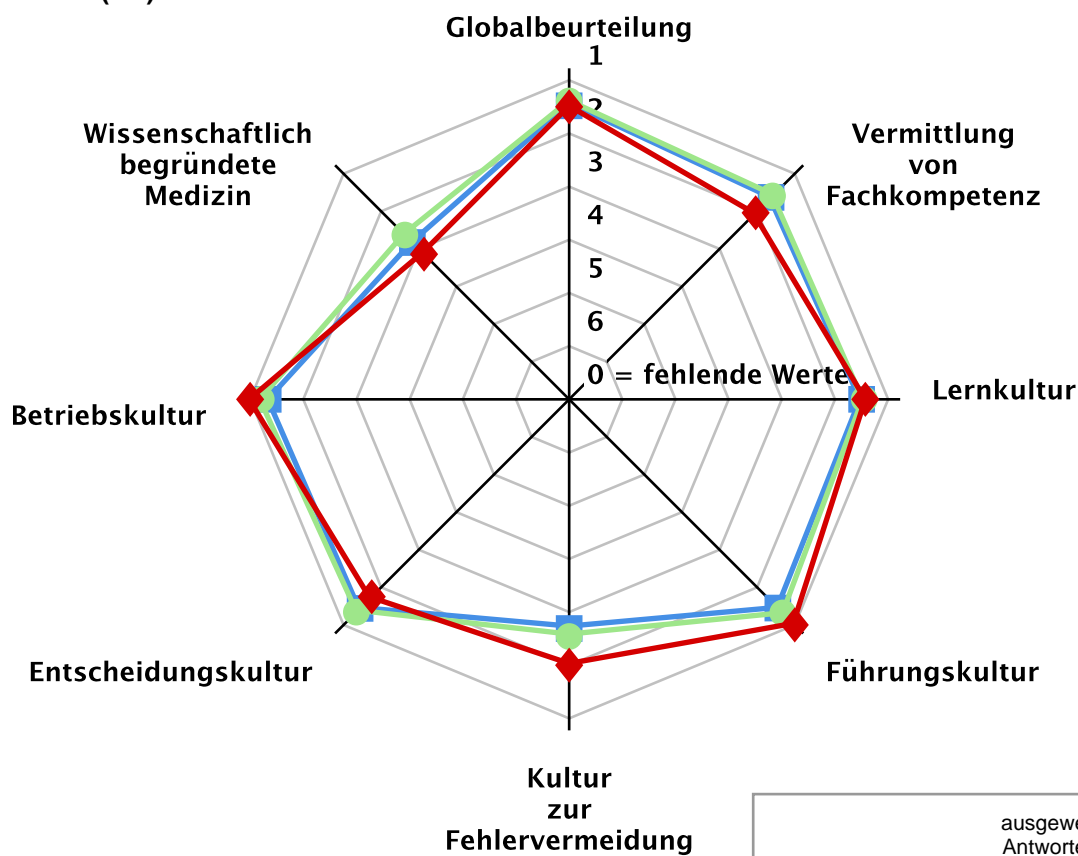 Globalbeurteilung
1
2
3
4
5
6
0 = fehlende Werte
Vermittlung
von
Fachkompetenz
Lernkultur
Führungskultur
Kultur
zur
Fehlervermeidung
Entscheidungskultur
Betriebskultur
Wissenschaftlich
begründete
Medizin